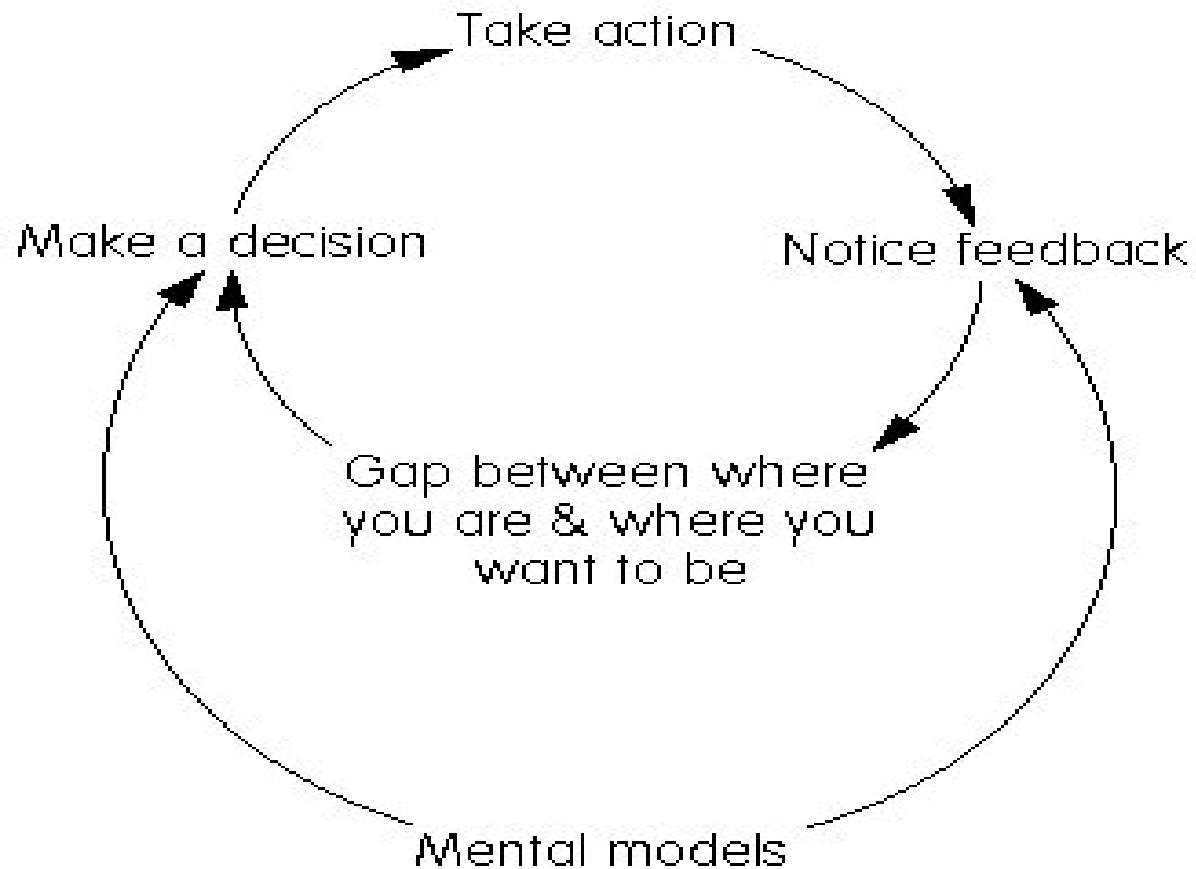 Take action
Make a decision
Notice feedback
Gap between where
you are & where you
want to be
Mental models